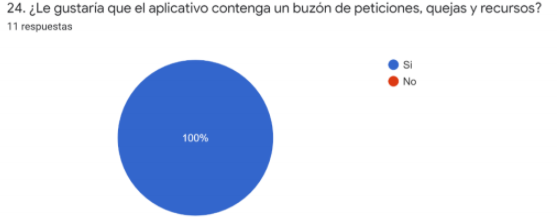 24. ¿Le gustaría que el aplicativo contenga un buzón de peticiones, quejas y recursos?
11 respuestas
Si
No
100%